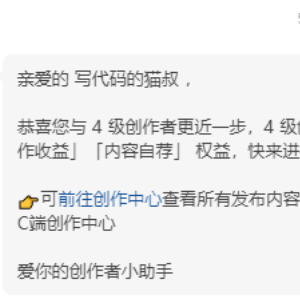 亲爱的 写代码的猫叔，
恭喜您与 4 级创作者更近一步，4 级
作收益」「内容自荐」 权益，快来进
👉可前往创作中心查看所有发布内容
C端创作中心
爱你的创作者小助手